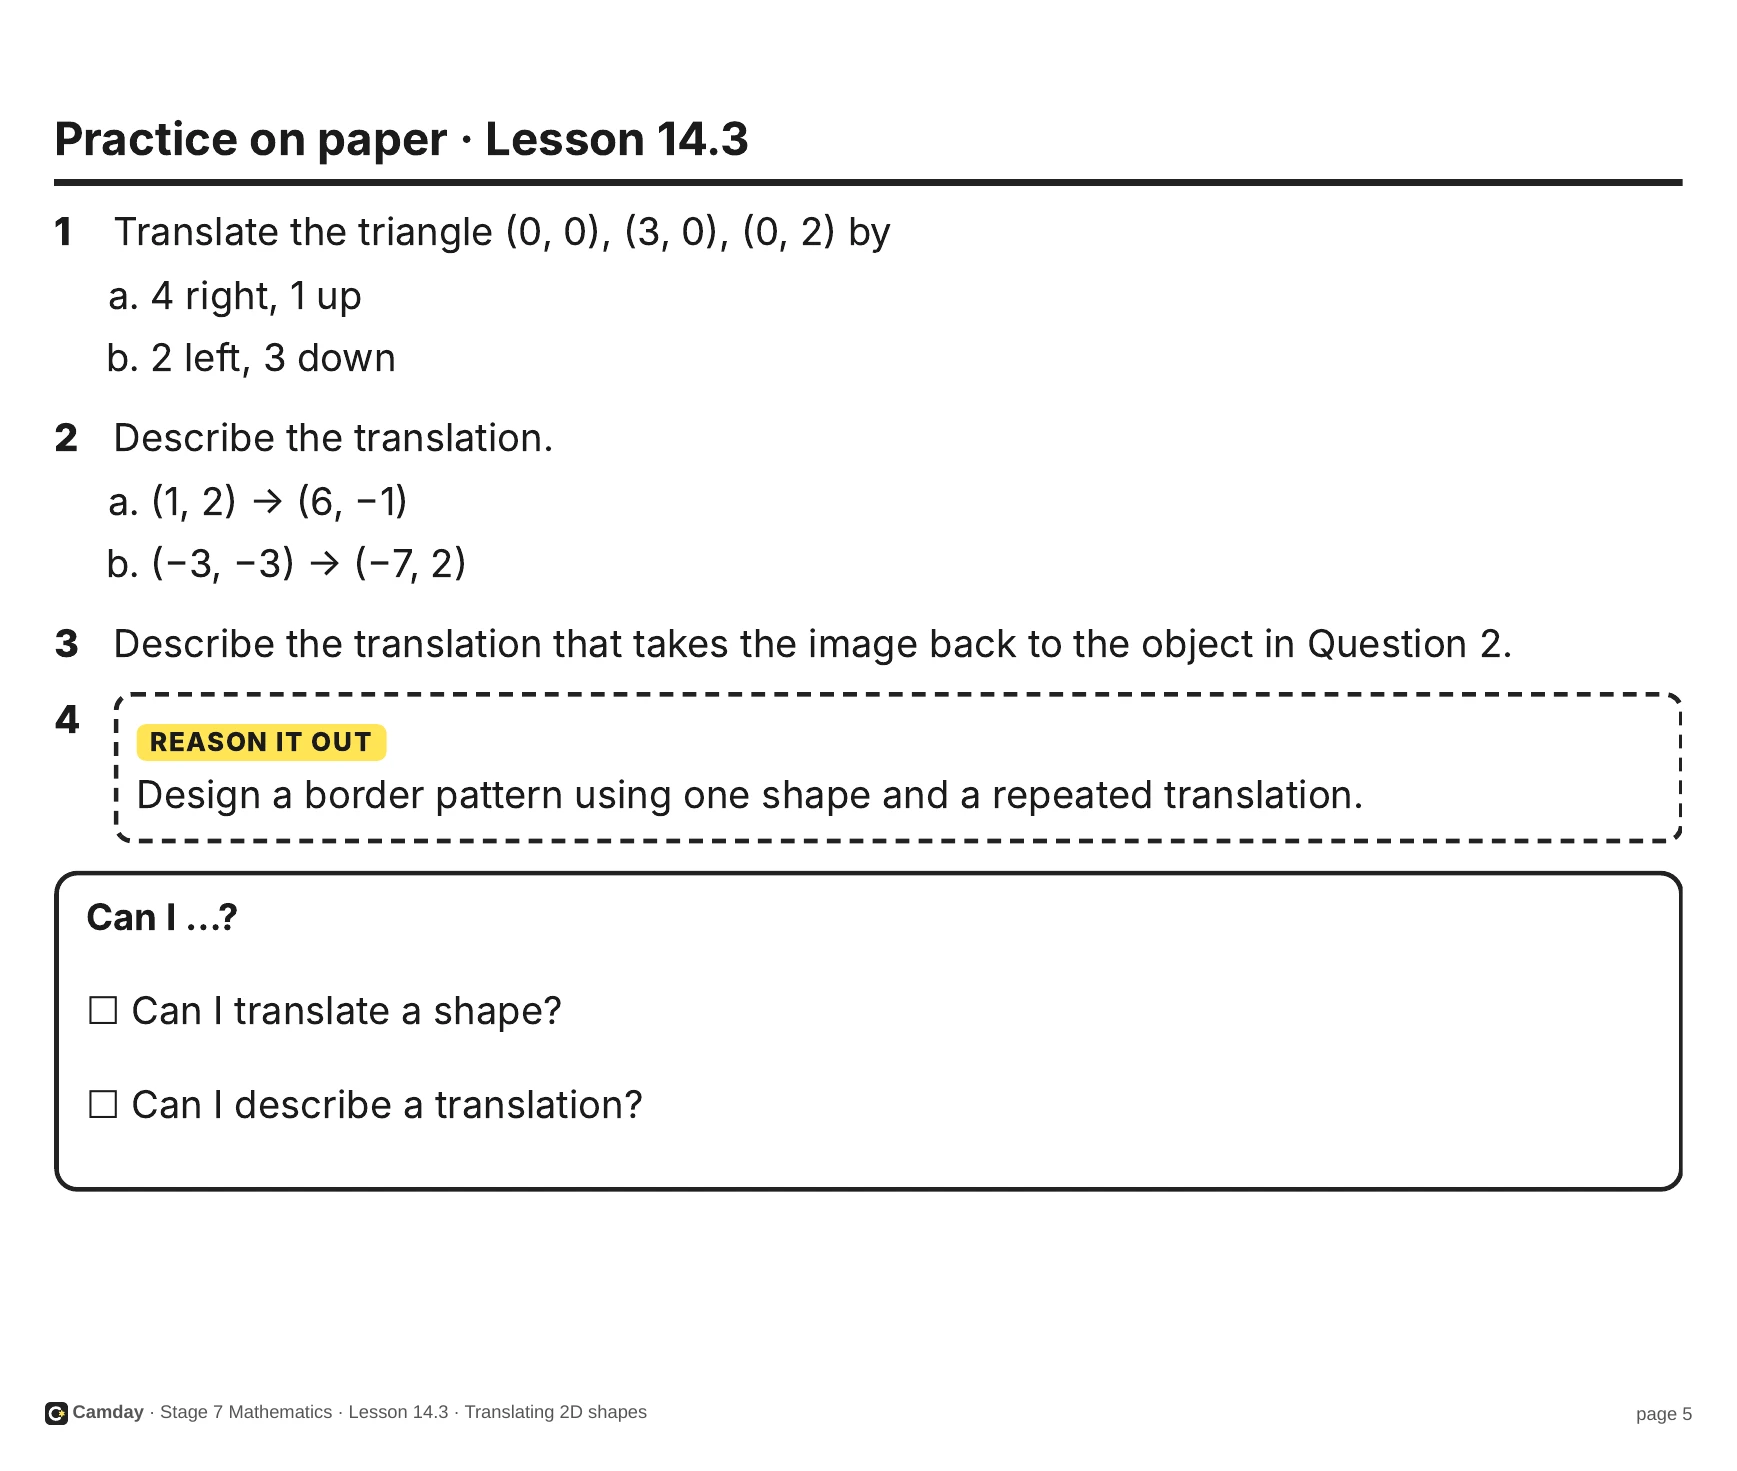 Practice on paper · Lesson 14.3
1 Translate the triangle (0, 0), (3, 0), (0, 2) by
a. 4 right, 1 up
b. 2 left, 3 down
2 Describe the translation.
a. (1, 2) → (6, −1)
b. (−3, −3) → (−7, 2)
3 Describe the translation that takes the image back to the object in Question 2.
4
REASON IT OUT
Design a border pattern using one shape and a repeated translation.
Can I …?
☐ Can I translate a shape?
☐ Can I describe a translation?
Camday · Stage 7 Mathematics · Lesson 14.3 · Translating 2D shapes
page 5